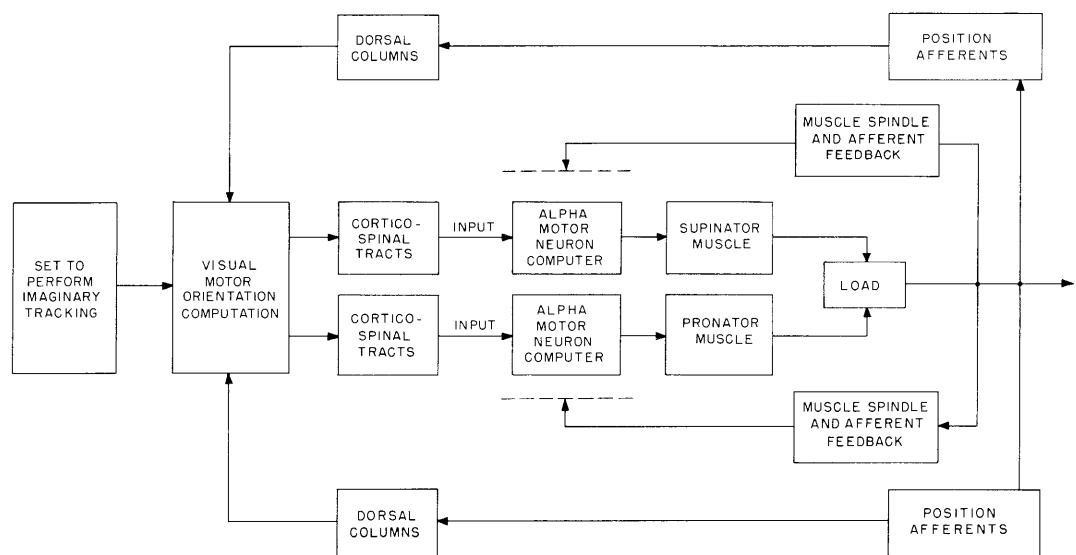 DORSAL
COLUMNS
POSITION
AFFERENTS
MUSCLE SPINDLE
AND AFFERENT
FEEDBACK
SET TO
PERFORM
IMAGINARY
TRACKING
VISUAL
MOTOR
ORIENTATION
COMPUTATION
CORTICO-
SPINAL
TRACTS
INPUT
ALPHA
MOTOR
NEURON
COMPUTER
SUPINATOR
MUSCLE
LOAD
CORTICO-
SPINAL
TRACTS
INPUT
ALPHA
MOTOR
NEURON
COMPUTER
PRONATOR
MUSCLE
MUSCLE SPINDLE
AND AFFERENT
FEEDBACK
DORSAL
COLUMNS
POSITION
AFFERENTS